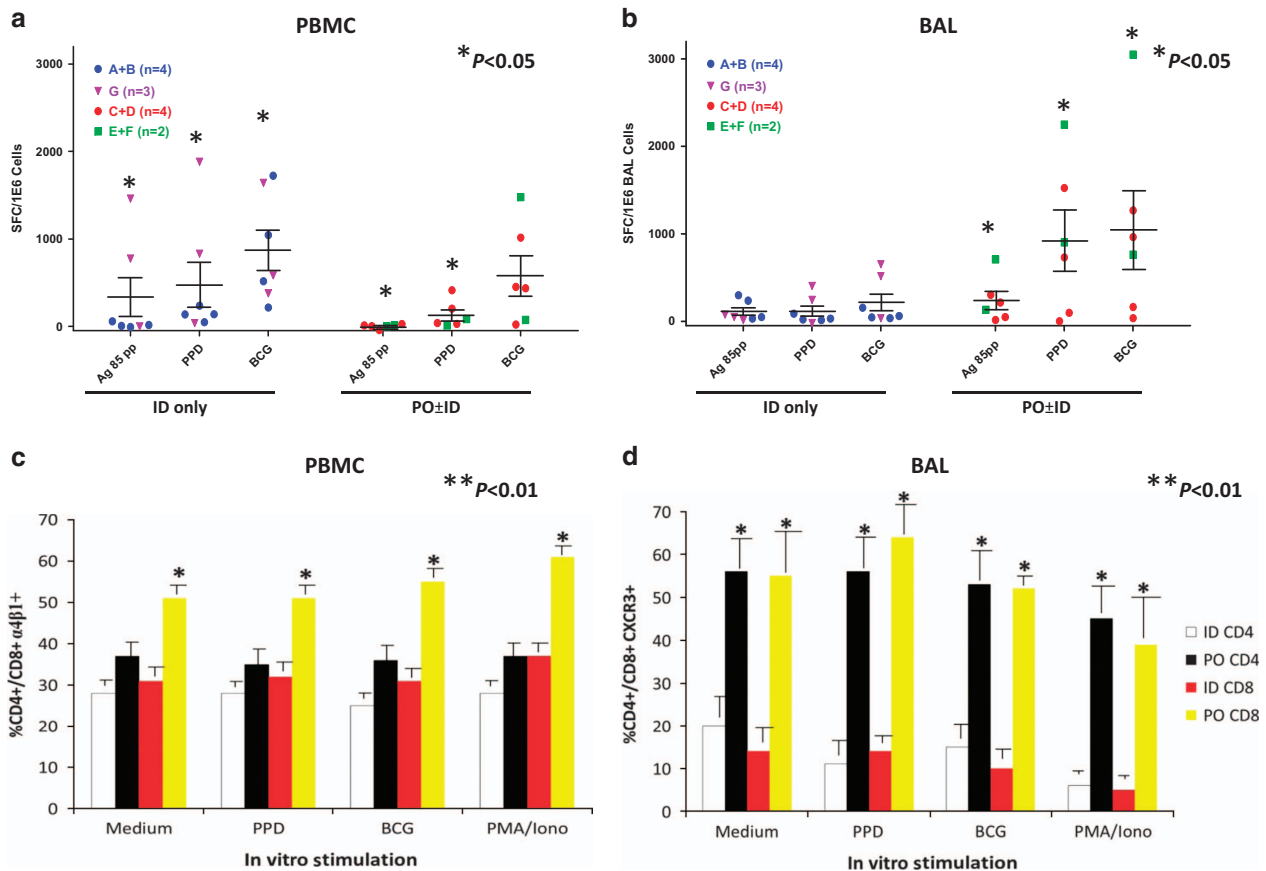 a
PBMC
*P<0.05
A+B (n=4)
G (n=3)
C+D (n=4)
E+F (n=2)
SFC/1E6 Cells
3000
2000
1000
0
* * * * *
Ag 85 pp PPD BCG Ag 85 pp PPD BCG
ID only PO±ID
b
BAL
*P<0.05
A+B (n=4)
G (n=3)
C+D (n=4)
E+F (n=2)
SFC/1E6 BAL Cells
3000
2000
1000
0
* * *
Ag 85pp PPD BCG Ag 85pp PPD BCG
ID only PO±ID
c
PBMC
**P<0.01
%CD4+/CD8+ α4β1+
70
60
50
40
30
20
10
0
* * * *
Medium PPD BCG PMA/Iono
In vitro stimulation
d
BAL
**P<0.01
%CD4+/CD8+ CXCR3+
70
60
50
40
30
20
10
0
* * * * * * * *
Medium PPD BCG PMA/Iono
In vitro stimulation
ID CD4
PO CD4
ID CD8
PO CD8